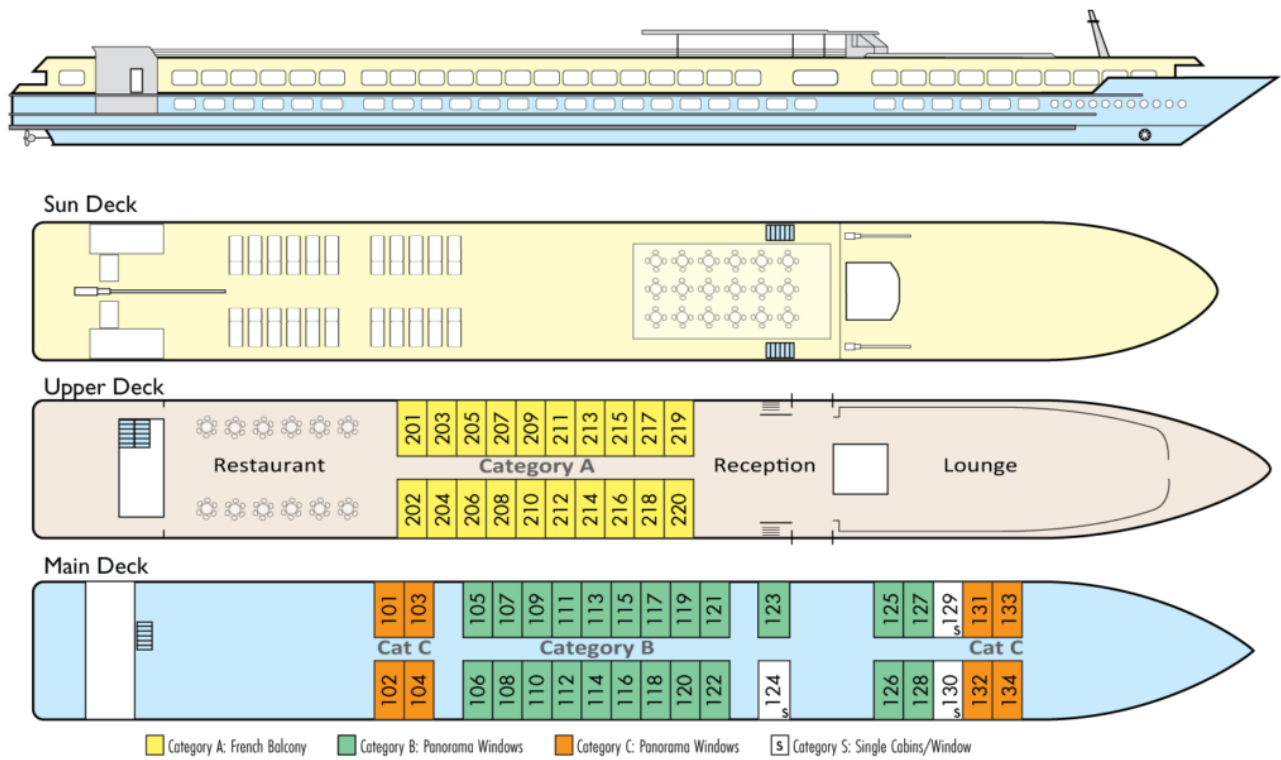 Sun Deck
Upper Deck
201 203 205 207 209 211 213 215 217 219
Restaurant Category A Reception Lounge
202 204 206 208 210 212 214 216 218 220
Main Deck
101 103 105 107 109 111 113 115 117 119 121 123 125 127 129 S 131 133
Cat C Category B Cat C
102 104 106 108 110 112 114 116 118 120 122 124 S 126 128 130 S 132 134
Category A: French Balcony Category B: Panorama Windows Category C: Panorama Windows S Category S: Single Cabins/Window